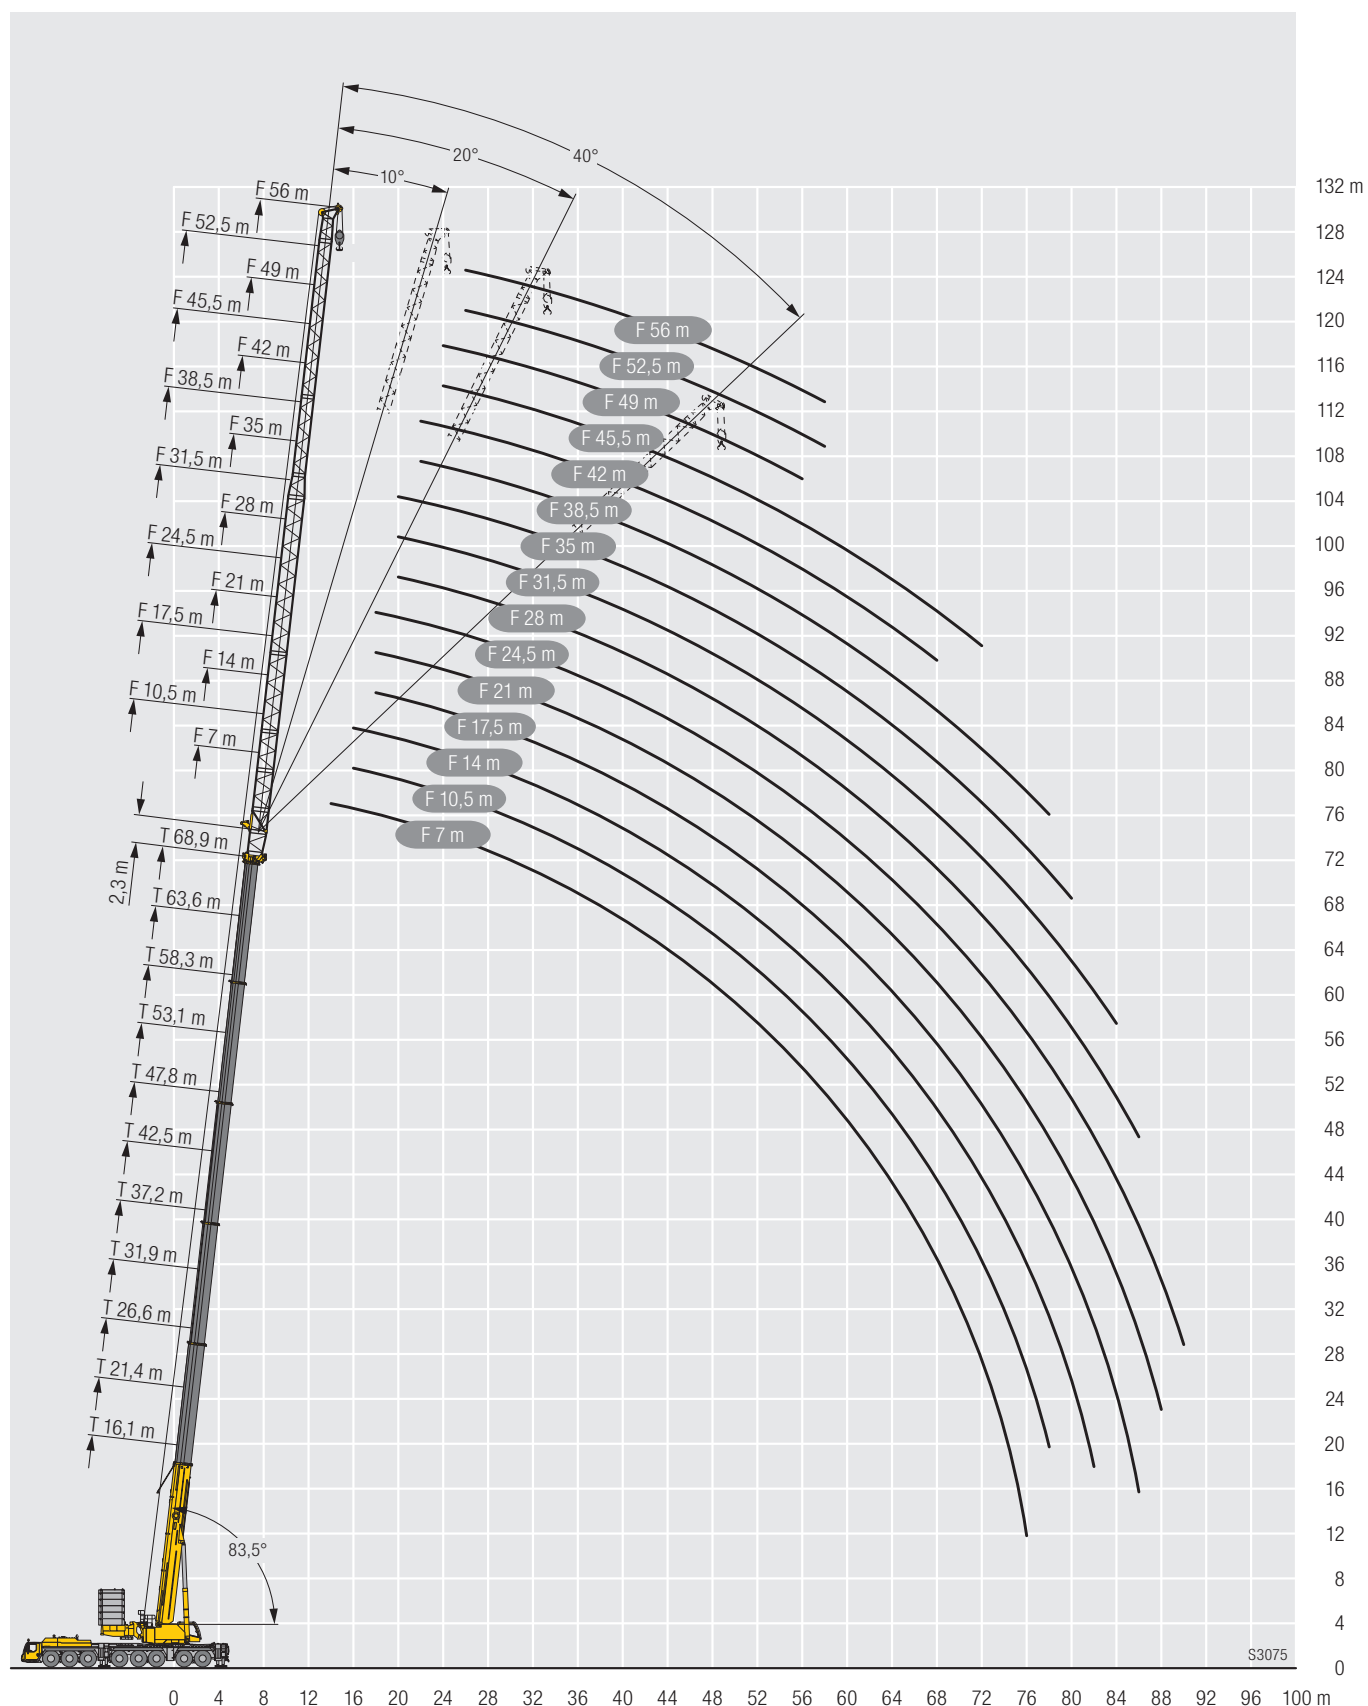 40°
20°
10°
F 56 m
F 52,5 m
F 49 m
F 45,5 m
F 42 m
F 38,5 m
F 35 m
F 31,5 m
F 28 m
F 24,5 m
F 21 m
F 17,5 m
F 14 m
F 10,5 m
F 7 m
2,3 m
T 68,9 m
T 63,6 m
T 58,3 m
T 53,1 m
T 47,8 m
T 42,5 m
T 37,2 m
T 31,9 m
T 26,6 m
T 21,4 m
T 16,1 m
83,5°
F 56 m
F 52,5 m
F 49 m
F 45,5 m
F 42 m
F 38,5 m
F 35 m
F 31,5 m
F 28 m
F 24,5 m
F 21 m
F 17,5 m
F 14 m
F 10,5 m
F 7 m
132 m
128
124
120
116
112
108
104
100
96
92
88
84
80
76
72
68
64
60
56
52
48
44
40
36
32
28
24
20
16
12
8
4
0
S3075
0 4 8 12 16 20 24 28 32 36 40 44 48 52 56 60 64 68 72 76 80 84 88 92 96 100 m